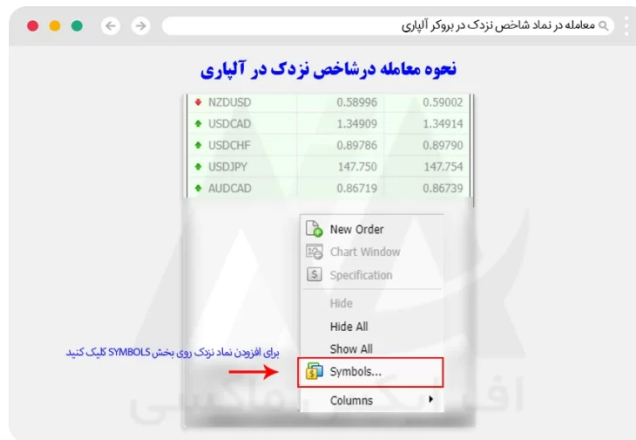 معامله در نماد شاخص نزدک در بروکر آلپاری
نحوه معامله درشاخص نزدک در آلپاری
NZDUSD 0.58996 0.59002
USDCAD 1.34909 1.34914
USDCHF 0.89786 0.89790
USDJPY 147.750 147.754
AUDCAD 0.86719 0.86739
New Order
Chart Window
Specification
Hide
Hide All
Show All
برای افزودن نماد نزدک روی بخش SYMBOLS کلیک کنید
Symbols...
Columns